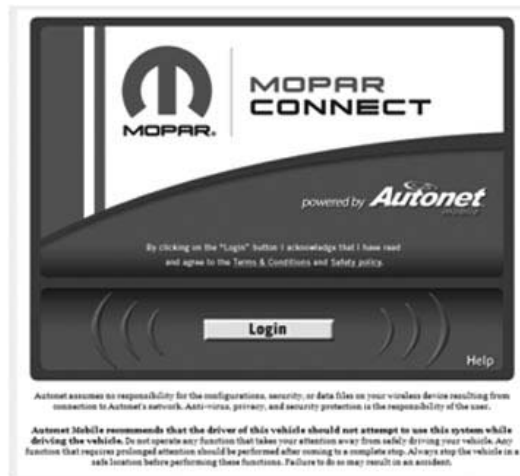 MOPAR
CONNECT
MOPAR.
powered by Autonet
mobile
By clicking on the "Login" button I acknowledge that I have read
and agree to the Terms & Conditions and Safety policy.
Login
Help
Autonet assumes no responsibility for the configurations, security, or data files on your wireless device resulting from
connection to Autonet's network. Anti-virus, privacy, and security protection is the responsibility of the user.
Autonet Mobile recommends that the driver of this vehicle should not attempt to use this system while
driving the vehicle. Do not operate any function that takes your attention away from safely driving your vehicle. Any
function that requires prolonged attention should be performed after coming to a complete stop. Always stop the vehicle in a
safe location before performing these functions. Failure to do so may result in an accident.